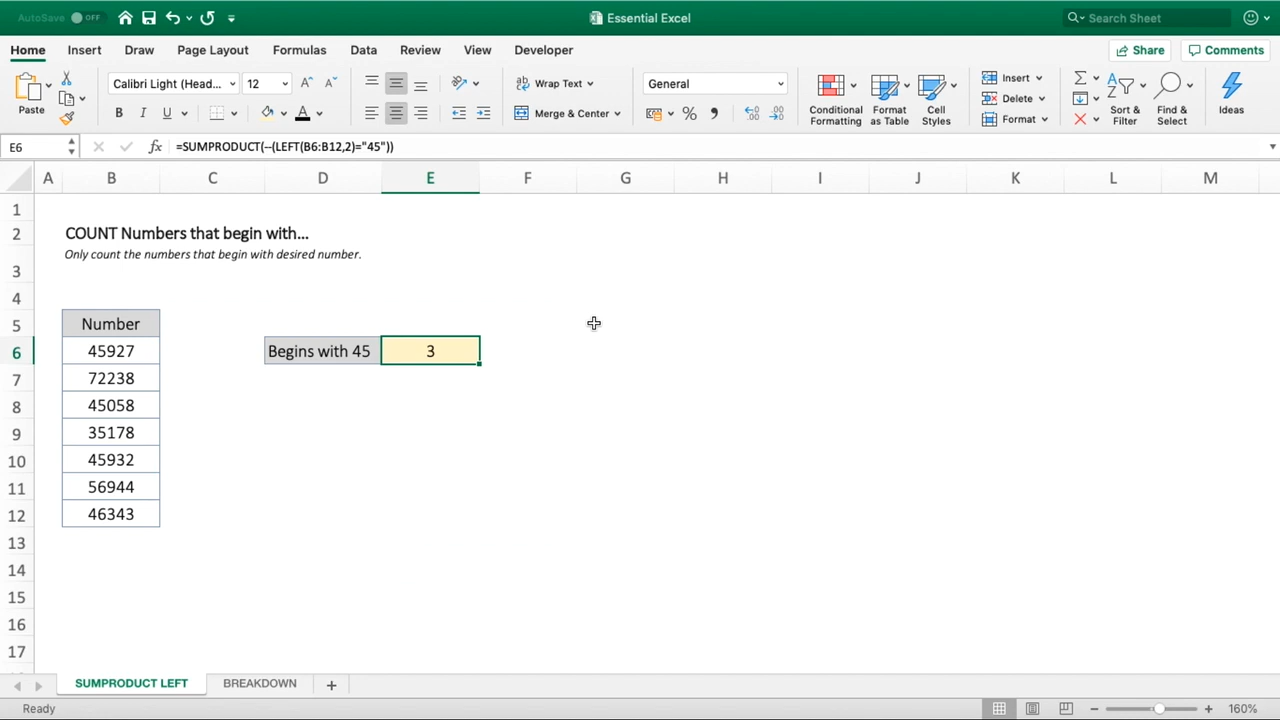 AutoSave OFF Essential Excel Search Sheet
Home Insert Draw Page Layout Formulas Data Review View Developer Share Comments
Paste Calibri Light (Head... 12 A A Wrap Text General Insert
B I U A Merge & Center % Delete
Conditional Formatting Format as Table Cell Styles Format Sort & Filter Find & Select Ideas
E6 fx =SUMPRODUCT(--(LEFT(B6:B12,2)="45"))
A B C D E F G H I J K L M
1
2 COUNT Numbers that begin with...
3 Only count the numbers that begin with desired number.
4
5 Number
6 45927 Begins with 45 3
7 72238
8 45058
9 35178
10 45932
11 56944
12 46343
13
14
15
16
17
SUMPRODUCT LEFT BREAKDOWN +
Ready 160%